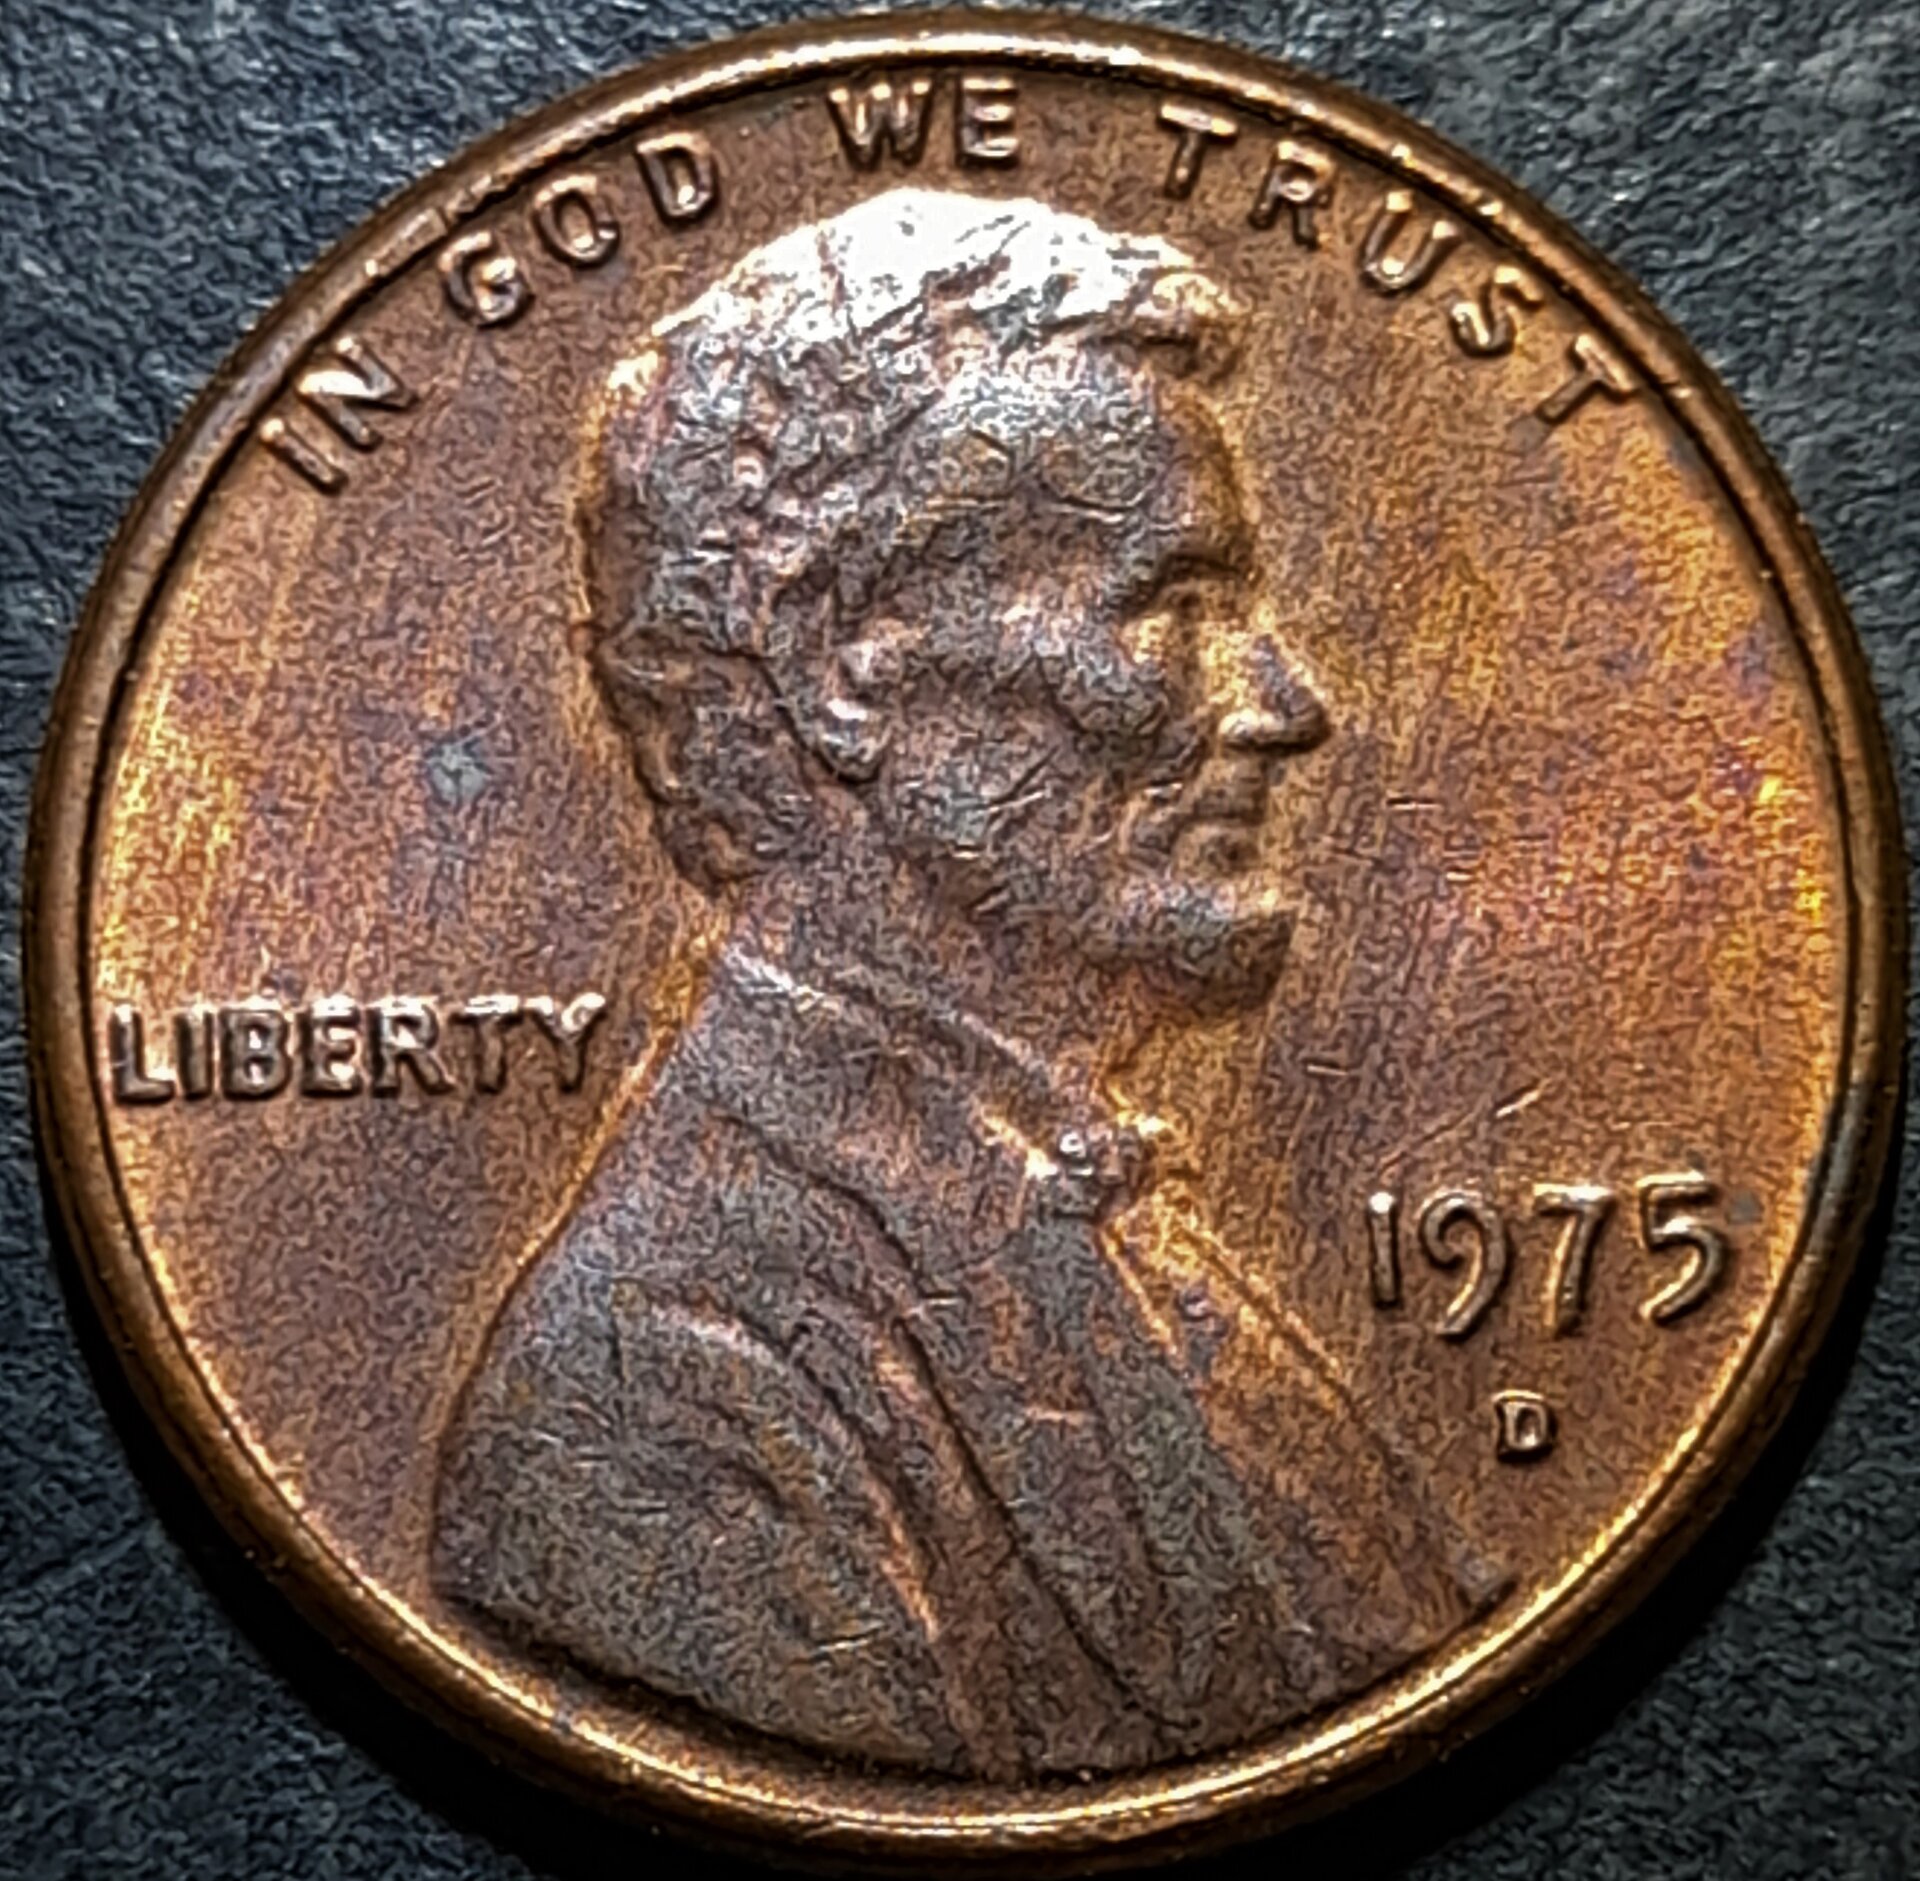 IN GOD WE TRUST
LIBERTY
1975
D